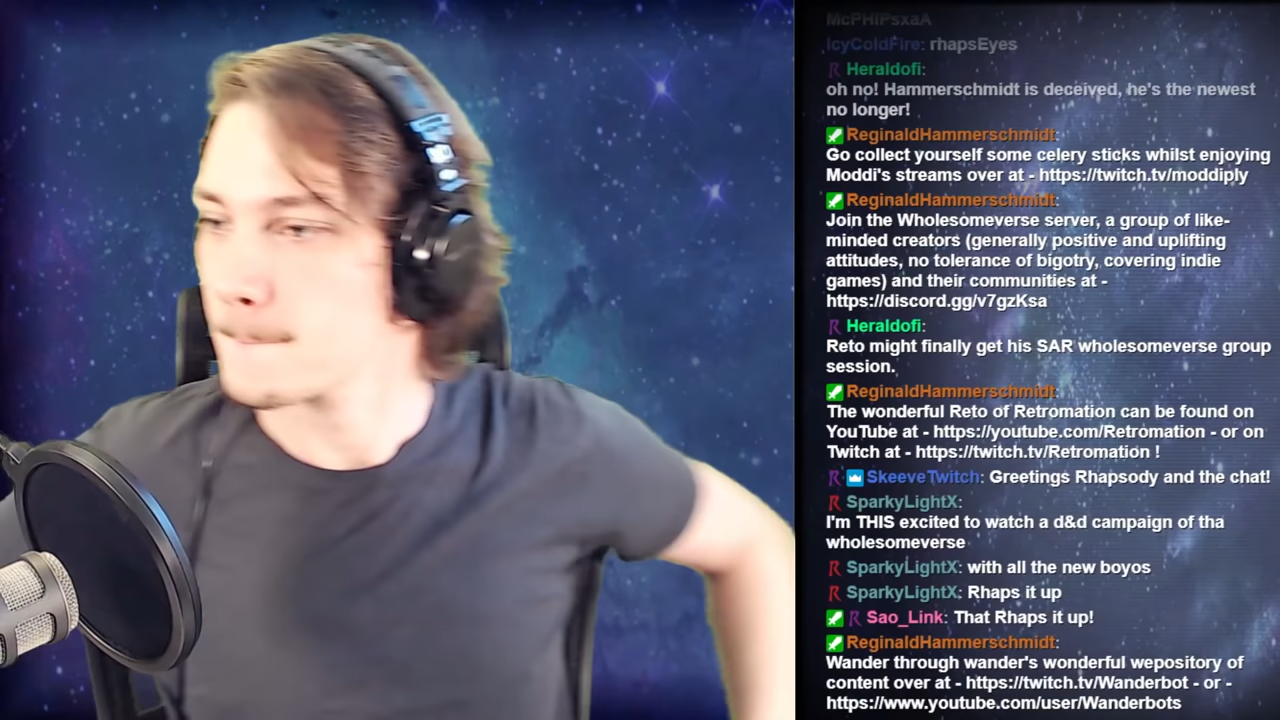 McPHIPsxaA
IcyColdFire: rhapsEyes
Heraldofi:
oh no! Hammerschmidt is deceived, he's the newest
no longer!
ReginaldHammerschmidt:
Go collect yourself some celery sticks whilst enjoying
Moddi's streams over at - https://twitch.tv/moddiply
ReginaldHammerschmidt:
Join the Wholesomeverse server, a group of like-
minded creators (generally positive and uplifting
attitudes, no tolerance of bigotry, covering indie
games) and their communities at -
https://discord.gg/v7gzKsa
Heraldofi:
Reto might finally get his SAR wholesomeverse group
session.
ReginaldHammerschmidt:
The wonderful Reto of Retromation can be found on
YouTube at - https://youtube.com/Retromation - or on
Twitch at - https://twitch.tv/Retromation !
SkeeveTwitch: Greetings Rhapsody and the chat!
SparkyLightX:
I'm THIS excited to watch a d&d campaign of tha
wholesomeverse
SparkyLightX: with all the new boyos
SparkyLightX: Rhaps it up
Sao_Link: That Rhaps it up!
ReginaldHammerschmidt:
Wander through wander's wonderful wepository of
content over at - https://twitch.tv/Wanderbot - or -
https://www.youtube.com/user/Wanderbots